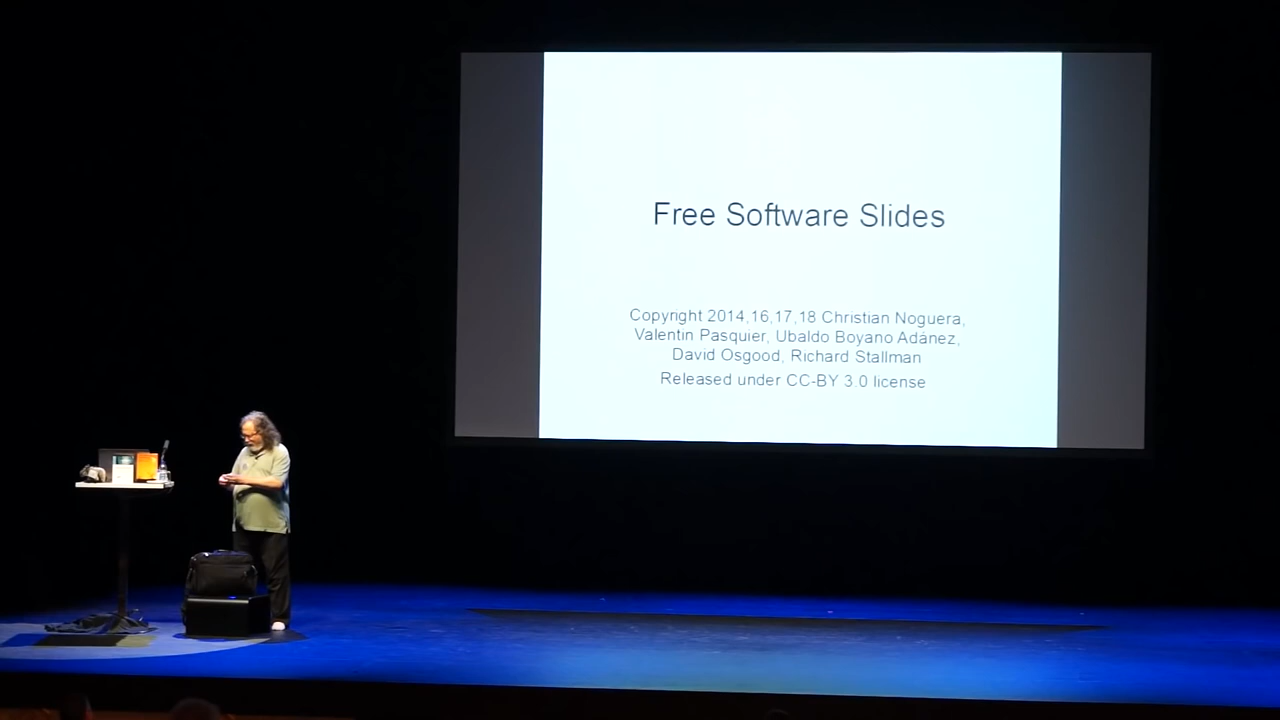 Free Software Slides
Copyright 2014,16,17,18 Christian Noguera,
Valentin Pasquier, Ubaldo Boyano Adánez,
David Osgood, Richard Stallman
Released under CC-BY 3.0 license